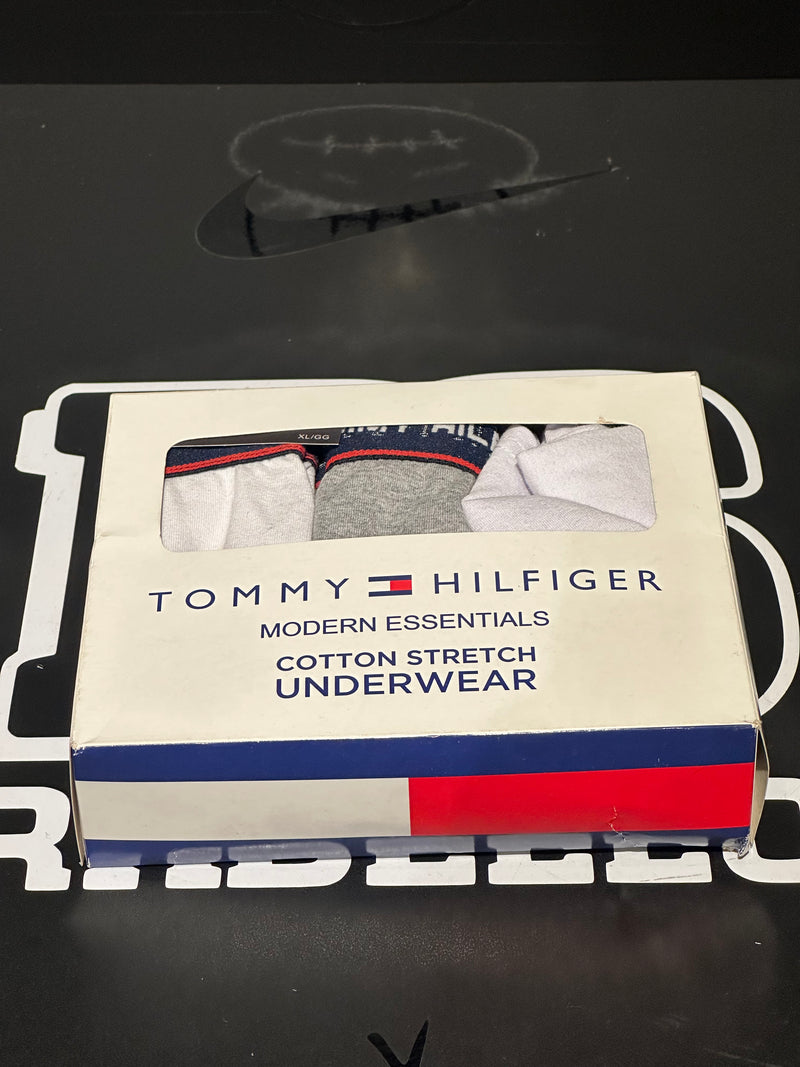 XL/GG
TOMMY HILFIGER
MODERN ESSENTIALS
COTTON STRETCH
UNDERWEAR